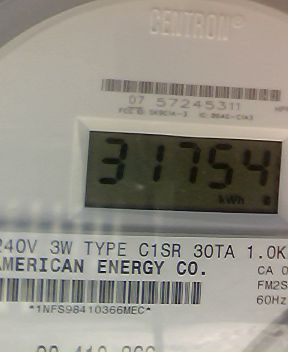 CENTRON®
07 57245311
31754
kWh
240V 3W TYPE C1SR 30TA 1.0K
AMERICAN ENERGY CO.
CA 0
FM2S
60Hz
*1NFS98410366MEC*